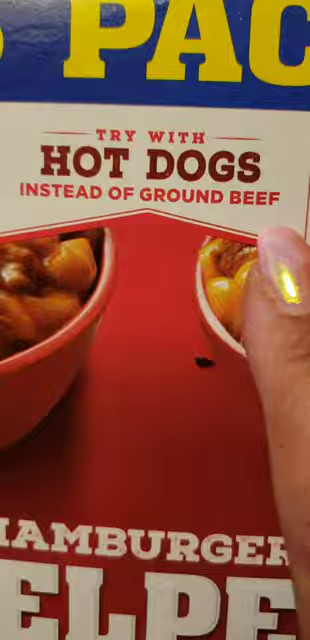 PAC
TRY WITH
HOT DOGS
INSTEAD OF GROUND BEEF
HAMBURGER
ELPE